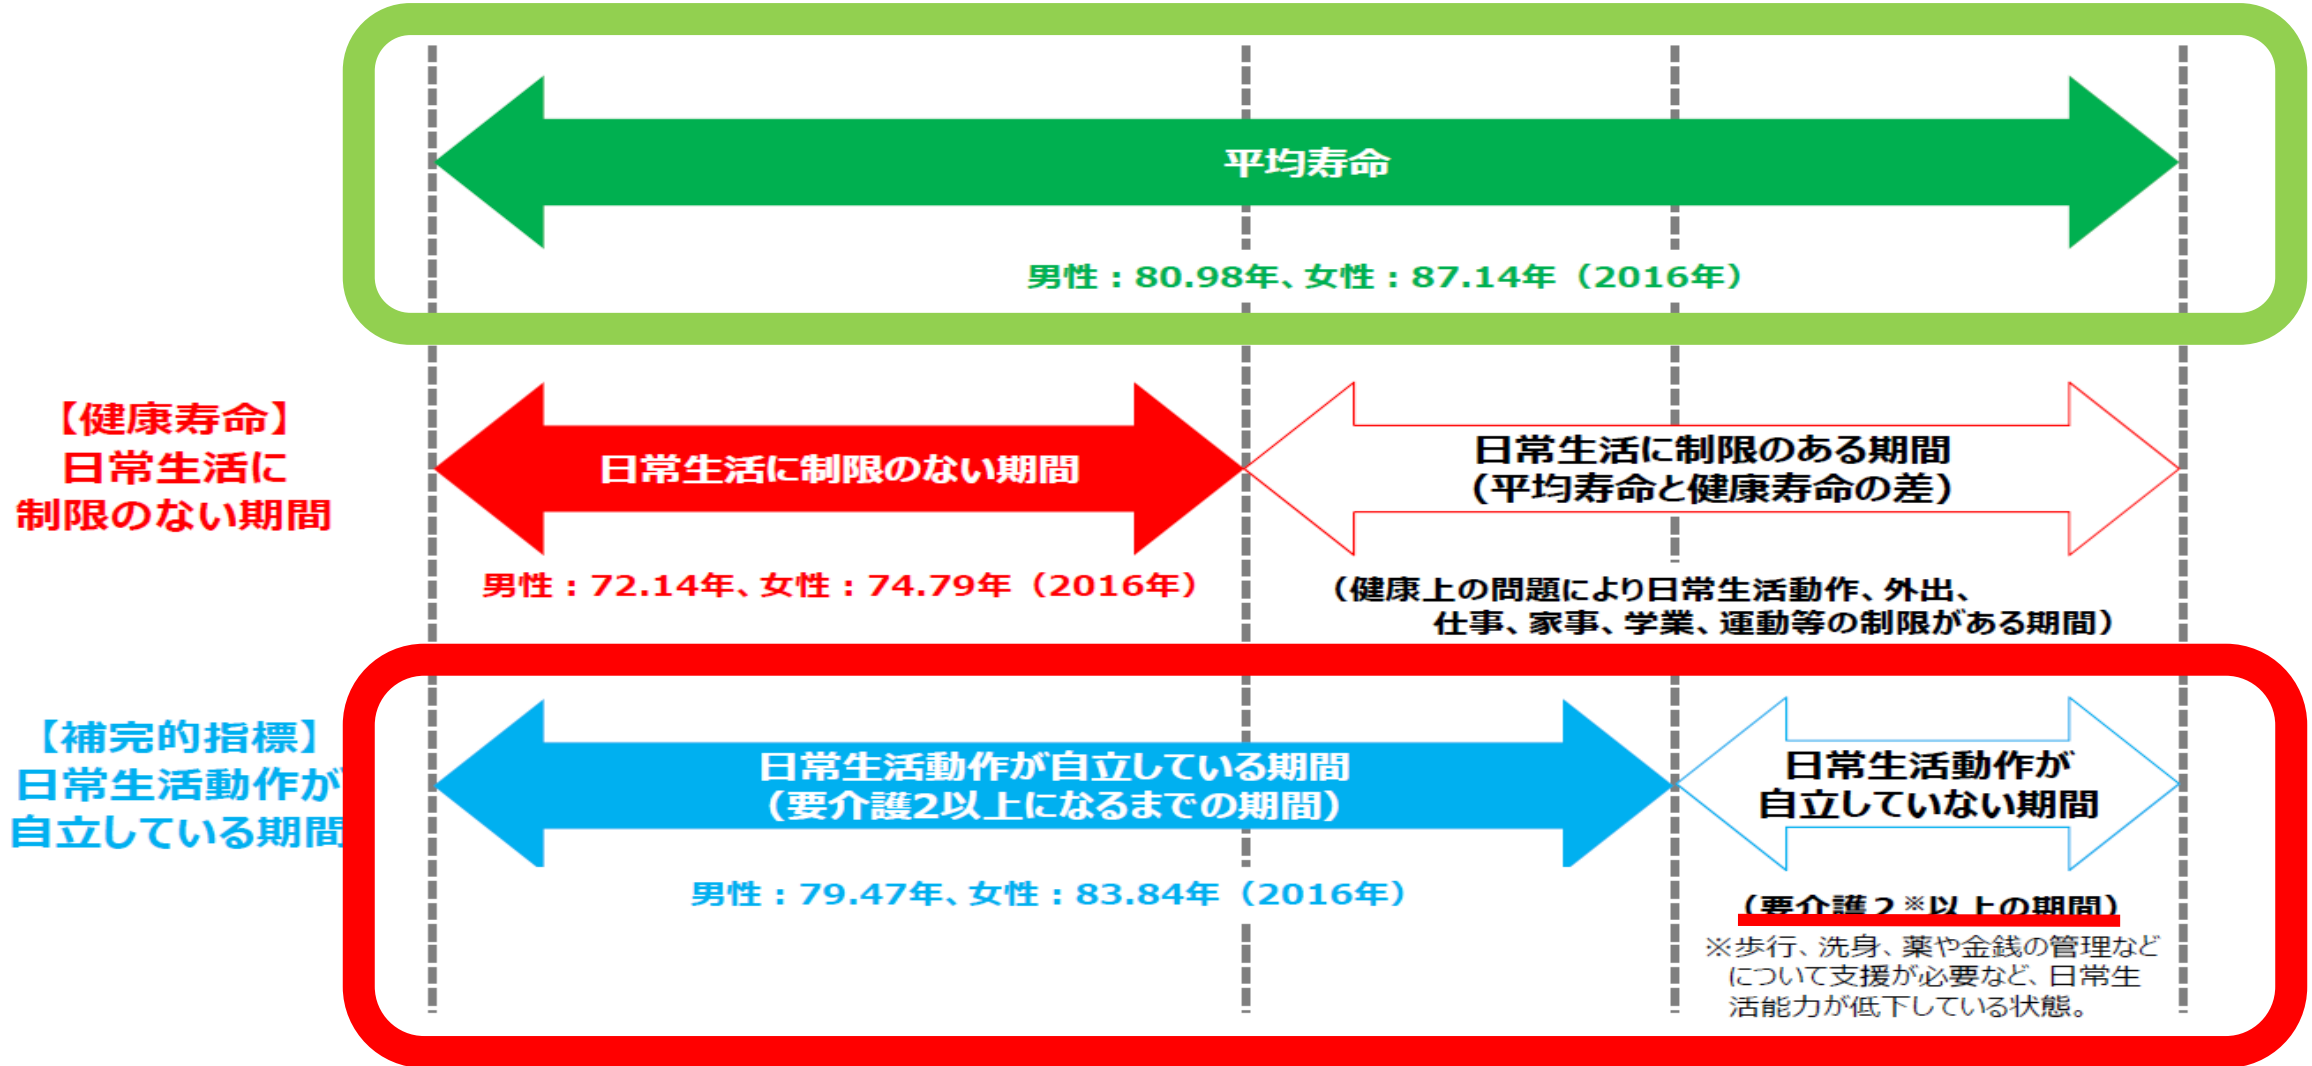 平均寿命
男性：80.98年、女性：87.14年（2016年）
【健康寿命】
日常生活に
制限のない期間
日常生活に制限のない期間
男性：72.14年、女性：74.79年（2016年）
日常生活に制限のある期間
（平均寿命と健康寿命の差）
（健康上の問題により日常生活動作、外出、
仕事、家事、学業、運動等の制限がある期間）
【補完的指標】
日常生活動作が
自立している期間
日常生活動作が自立している期間
（要介護2以上になるまでの期間）
男性：79.47年、女性：83.84年（2016年）
日常生活動作が
自立していない期間
（要介護２※以上の期間）
※歩行、洗身、薬や金銭の管理など
について支援が必要など、日常生
活能力が低下している状態。